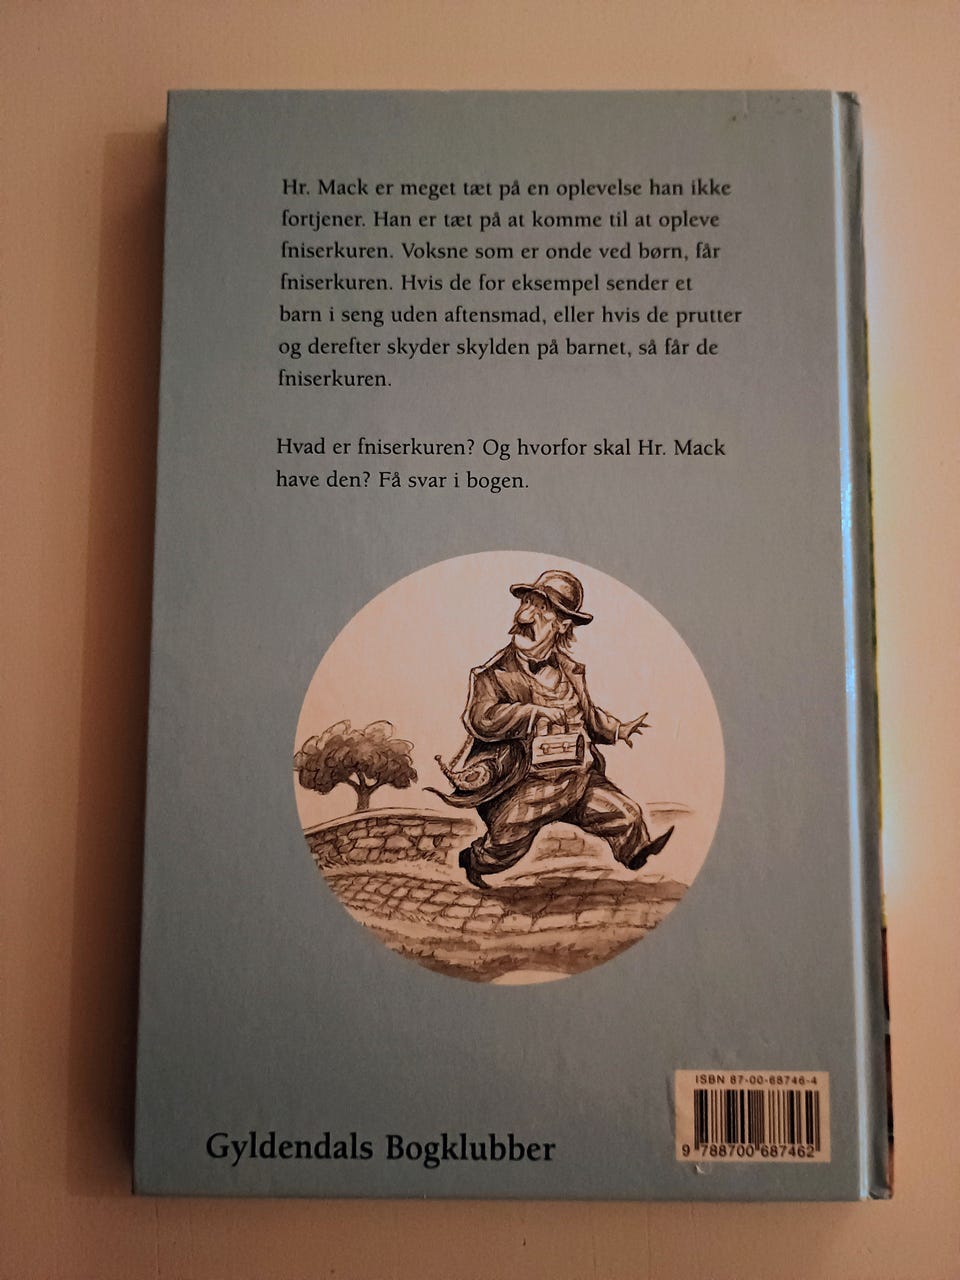 Hr. Mack er meget tæt på en oplevelse han ikke
fortjener. Han er tæt på at komme til at opleve
fniserkuren. Voksne som er onde ved børn, får
fniserkuren. Hvis de for eksempel sender et
barn i seng uden aftensmad, eller hvis de prutter
og derefter skyder skylden på barnet, så får de
fniserkuren.
Hvad er fniserkuren? Og hvorfor skal Hr. Mack
have den? Få svar i bogen.
ISBN 87-00-68746-4
9 788700 687462
Gyldendals Bogklubber